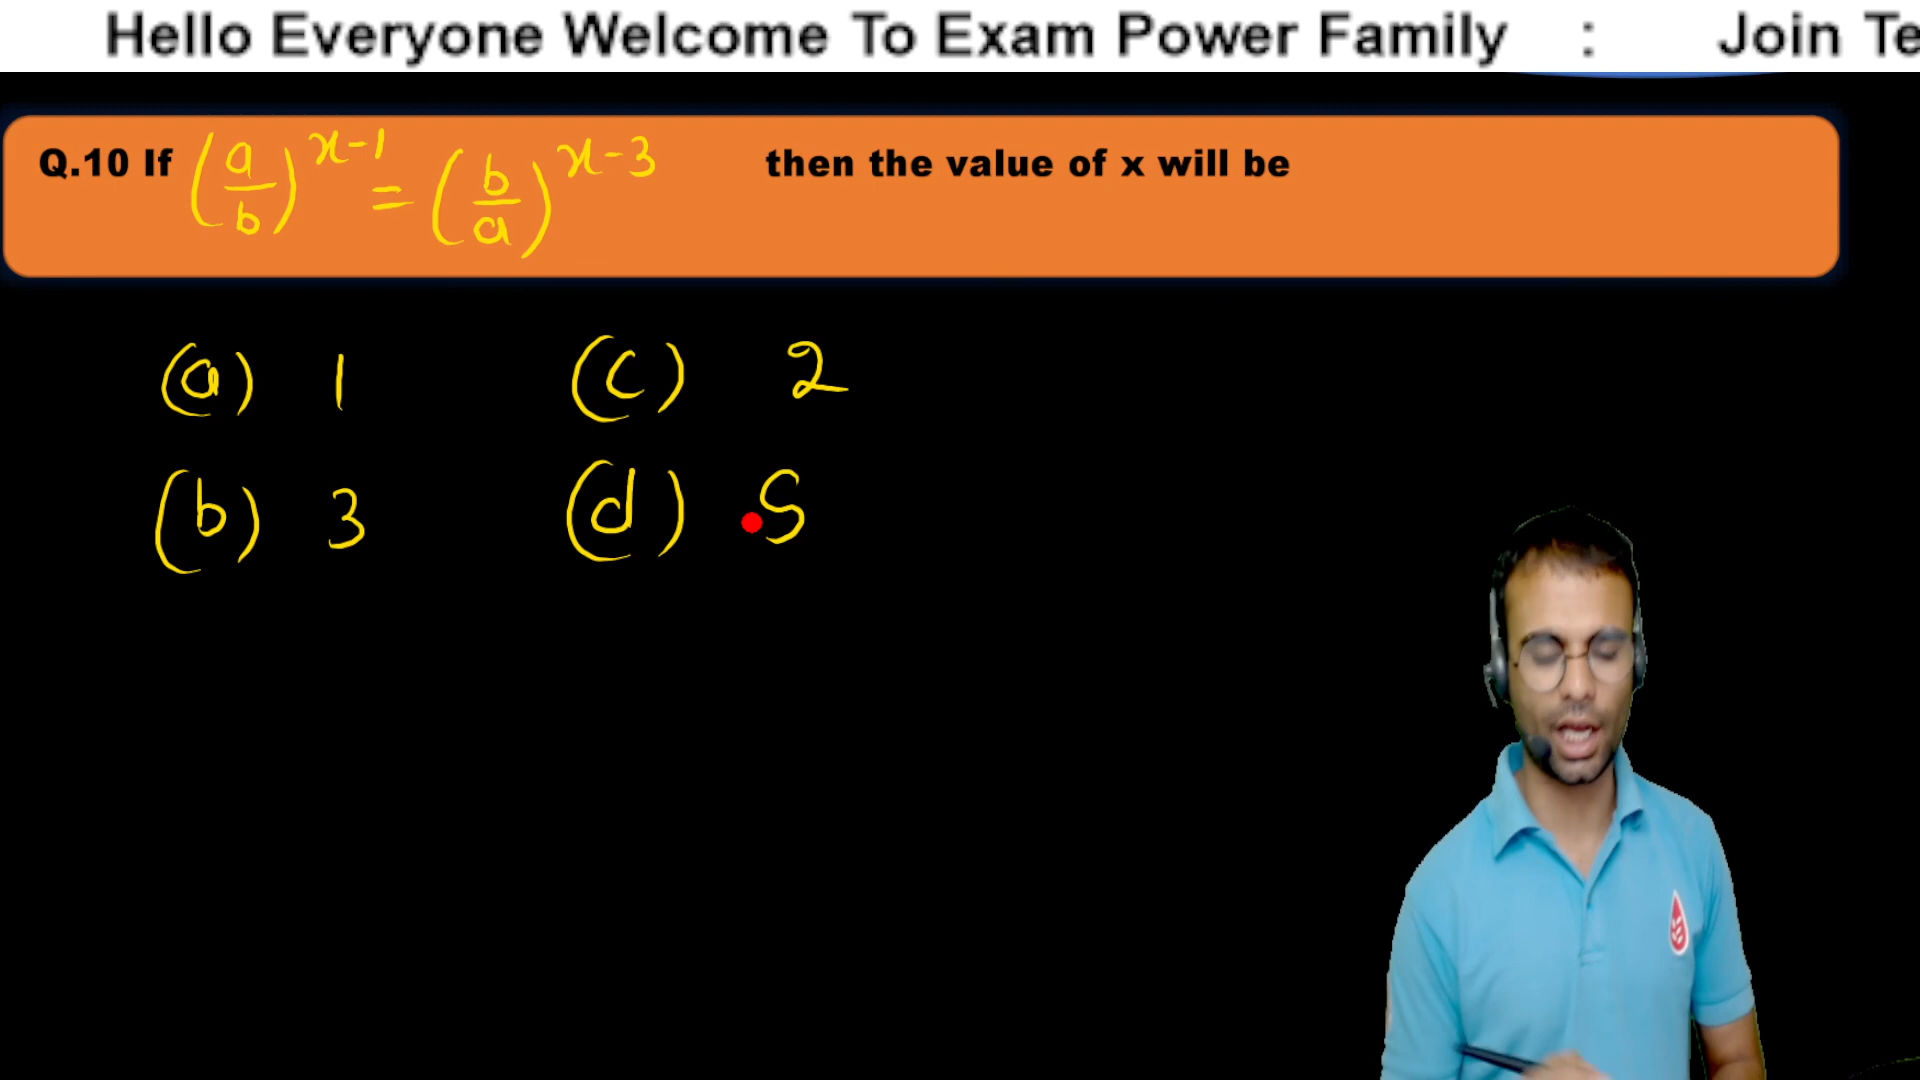 Hello Everyone Welcome To Exam Power Family : Join Te
Q.10 If (a/b)^x-1 = (b/a)^x-3 then the value of x will be
(a) 1 (c) 2
(b) 3 (d) 5